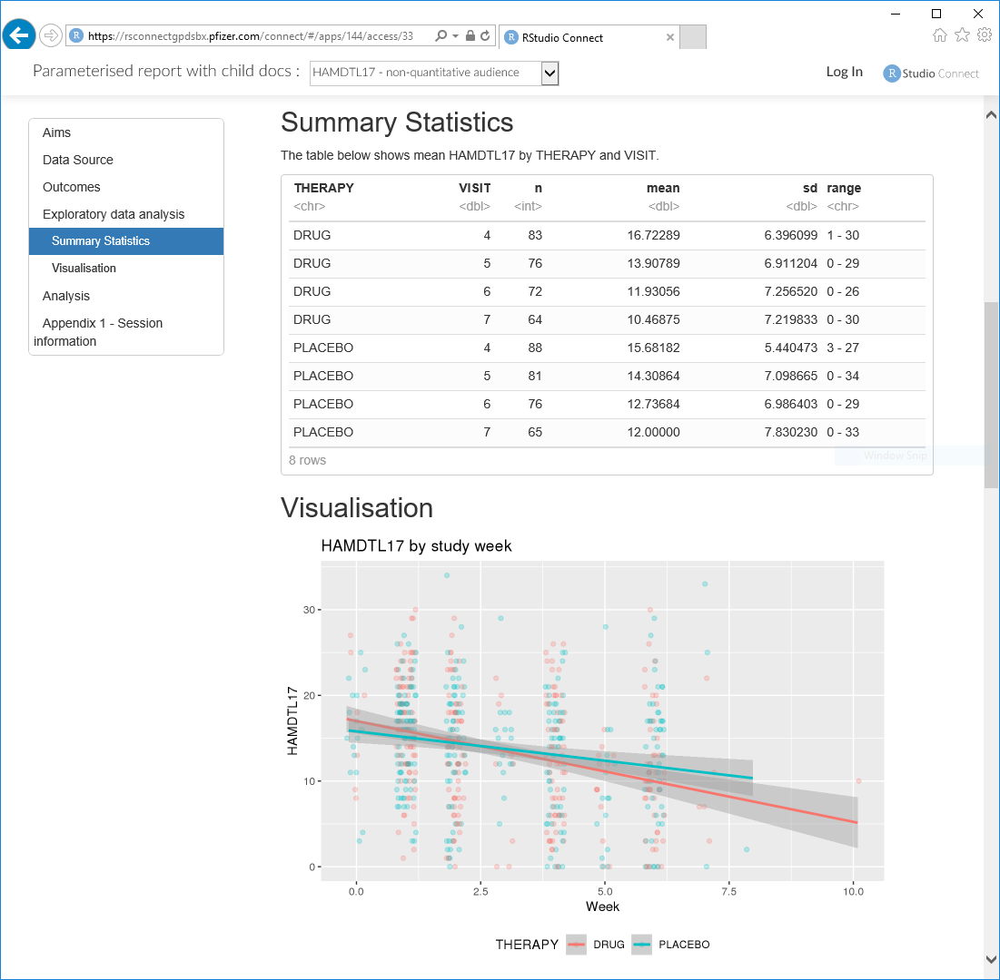 https://rsconnectgpdsbx.pfizer.com/connect/#/apps/144/access/33
R RStudio Connect
Parameterised report with child docs : HAMDTL17 - non-quantitative audience
Log In
R Studio Connect
Aims
Data Source
Outcomes
Exploratory data analysis
Summary Statistics
Visualisation
Analysis
Appendix 1 - Session
information
Summary Statistics
The table below shows mean HAMDTL17 by THERAPY and VISIT.
THERAPY VISIT n mean sd range
<chr> <dbl> <int> <dbl> <dbl> <chr>
DRUG 4 83 16.72289 6.396099 1 - 30
DRUG 5 76 13.90789 6.911204 0 - 29
DRUG 6 72 11.93056 7.256520 0 - 26
DRUG 7 64 10.46875 7.219833 0 - 30
PLACEBO 4 88 15.68182 5.440473 3 - 27
PLACEBO 5 81 14.30864 7.098665 0 - 34
PLACEBO 6 76 12.73684 6.986403 0 - 29
PLACEBO 7 65 12.00000 7.830230 0 - 33
8 rows
Window Snip
Visualisation
HAMDTL17 by study week
HAMDTL17
30
20
10
0
0.0 2.5 5.0 7.5 10.0
Week
THERAPY DRUG PLACEBO